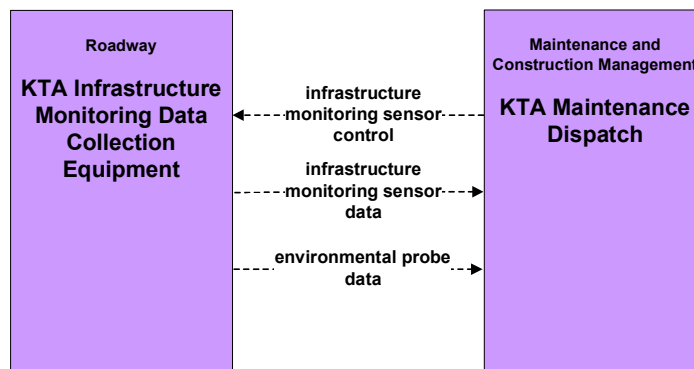 Roadway
KTA Infrastructure
Monitoring Data
Collection
Equipment
infrastructure
monitoring sensor
control
infrastructure
monitoring sensor
data
environmental probe
data
Maintenance and
Construction Management
KTA Maintenance
Dispatch